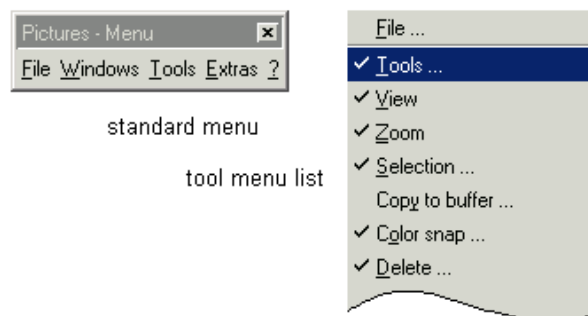 Pictures - Menu
File Windows Tools Extras ?
standard menu
tool menu list
File ...
Tools ...
View
Zoom
Selection ...
Copy to buffer ...
Color snap ...
Delete ...